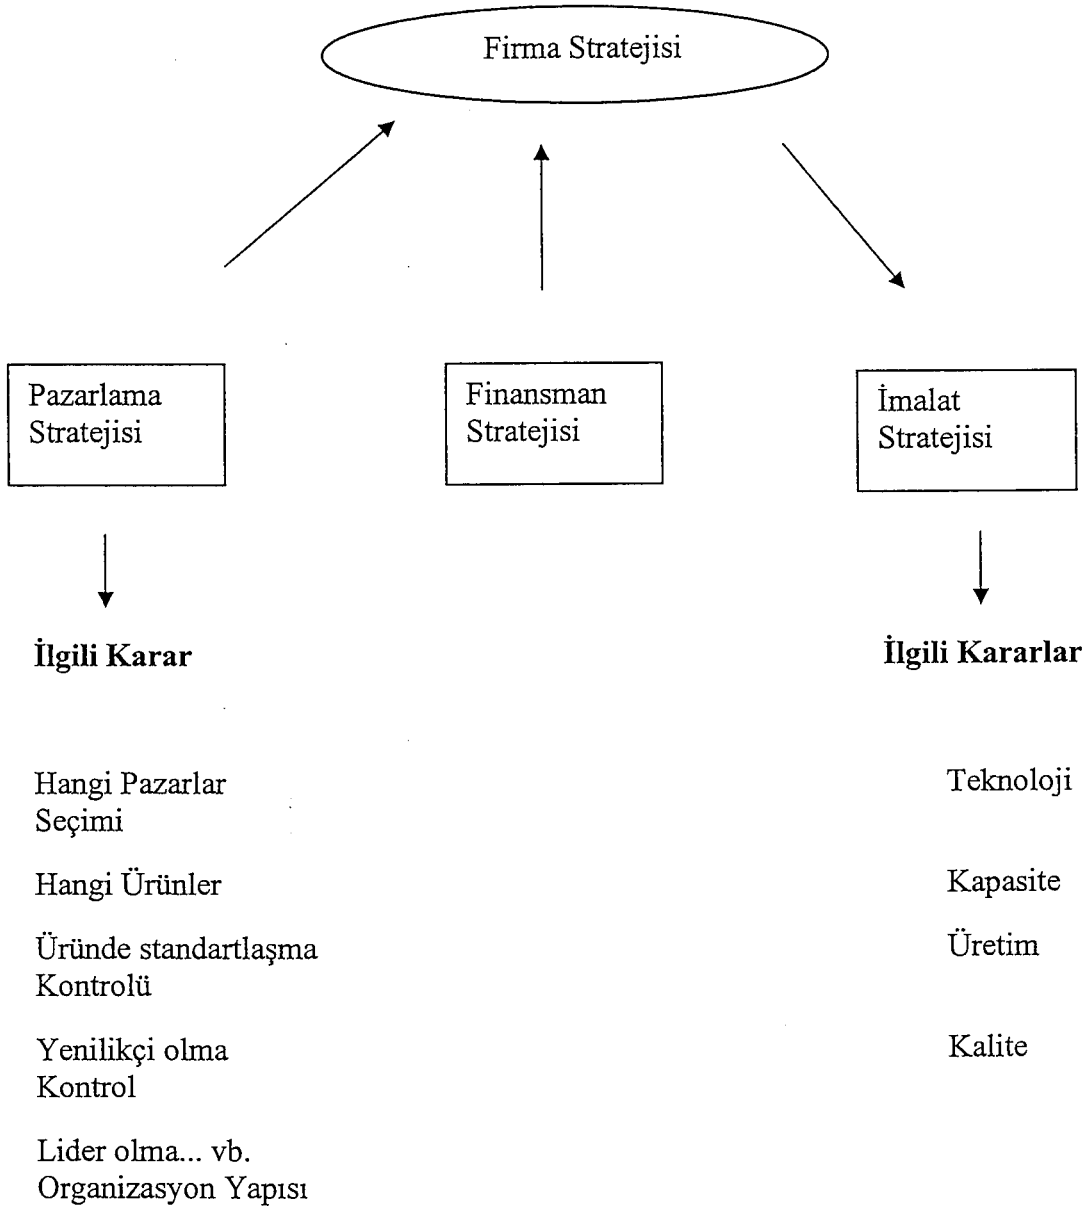 Firma Stratejisi
Pazarlama
Stratejisi
Finansman
Stratejisi
İmalat
Stratejisi
İlgili Karar
İlgili Kararlar
Hangi Pazarlar
Seçimi
Teknoloji
Hangi Ürünler
Kapasite
Üründe standartlaşma
Kontrolü
Üretim
Yenilikçi olma
Kontrol
Kalite
Lider olma... vb.
Organizasyon Yapısı